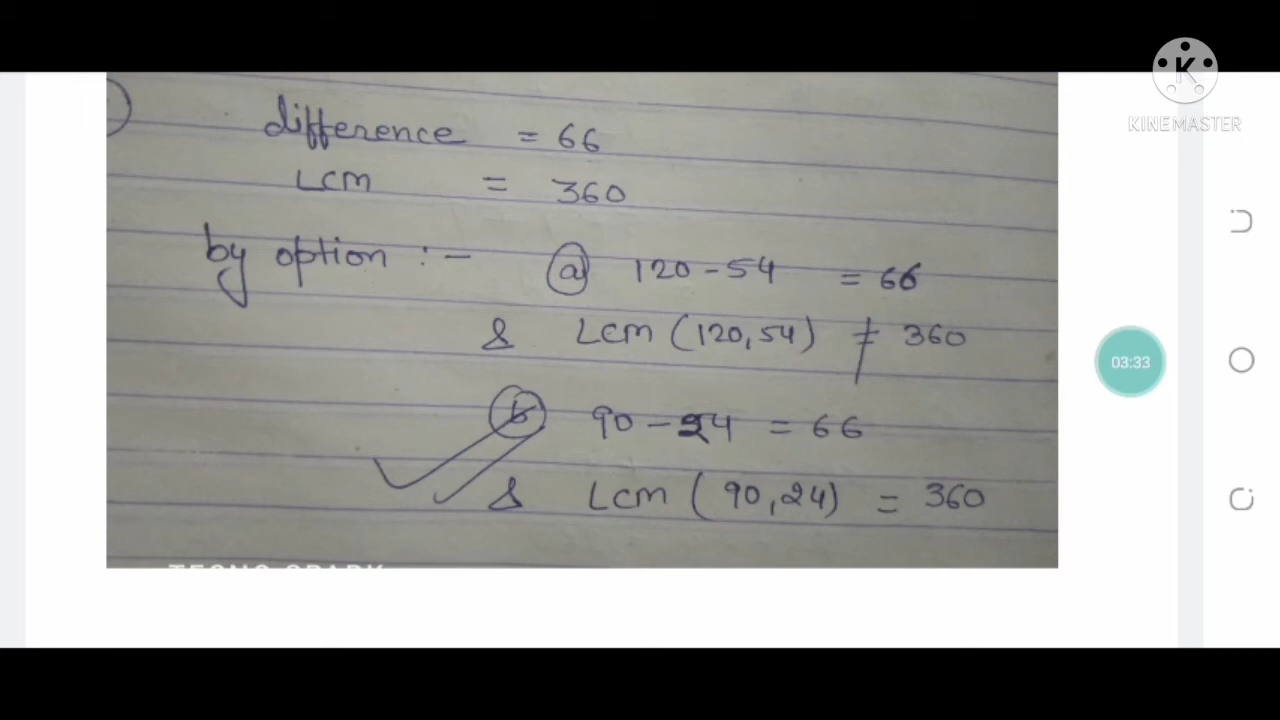 KINEMASTER
difference = 66
LCM = 360
by option :-
ⓐ 120 - 54 = 66
& LCM (120, 54) ≠ 360
ⓑ 90 - 24 = 66
& LCM (90, 24) = 360
03:33